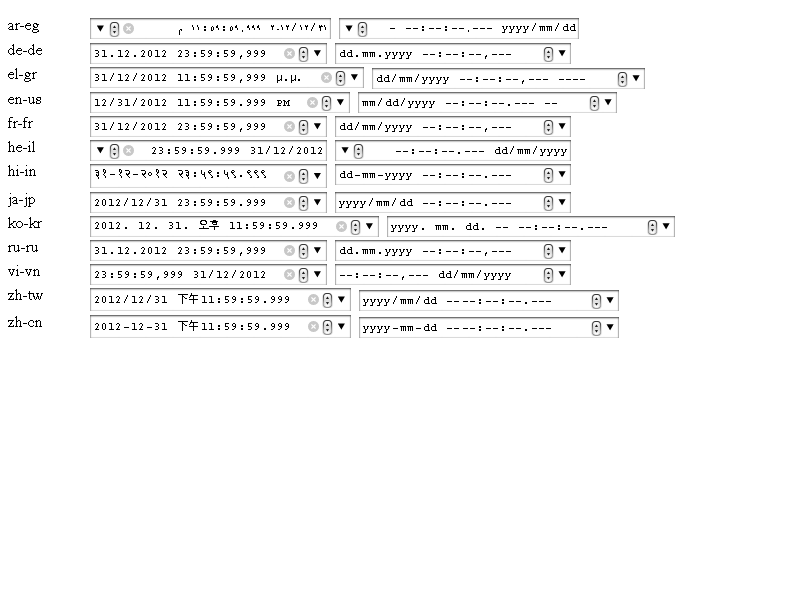 ar-eg م ١١:٥٩:٥٩,٩٩٩ ٢٠١٢/١٢/٣١ - --:--:--.--- yyyy/mm/dd
de-de 31.12.2012 23:59:59,999 dd.mm.yyyy --:--:--,---
el-gr 31/12/2012 11:59:59,999 μ.μ. dd/mm/yyyy --:--:--,--- ----
en-us 12/31/2012 11:59:59.999 PM mm/dd/yyyy --:--:--.--- --
fr-fr 31/12/2012 23:59:59,999 dd/mm/yyyy --:--:--,---
he-il 23:59:59.999 31/12/2012 --:--:--.--- dd/mm/yyyy
hi-in ३१-१२-२०१२ २३:५९:५९.९९९ dd-mm-yyyy --:--:--.---
ja-jp 2012/12/31 23:59:59.999 yyyy/mm/dd --:--:--.---
ko-kr 2012. 12. 31. 오후 11:59:59.999 yyyy. mm. dd. -- --:--:--.---
ru-ru 31.12.2012 23:59:59,999 dd.mm.yyyy --:--:--,---
vi-vn 23:59:59,999 31/12/2012 --:--:--,--- dd/mm/yyyy
zh-tw 2012/12/31 下午11:59:59.999 yyyy/mm/dd ----:--:--.---
zh-cn 2012-12-31 下午11:59:59.999 yyyy-mm-dd ----:--:--.---